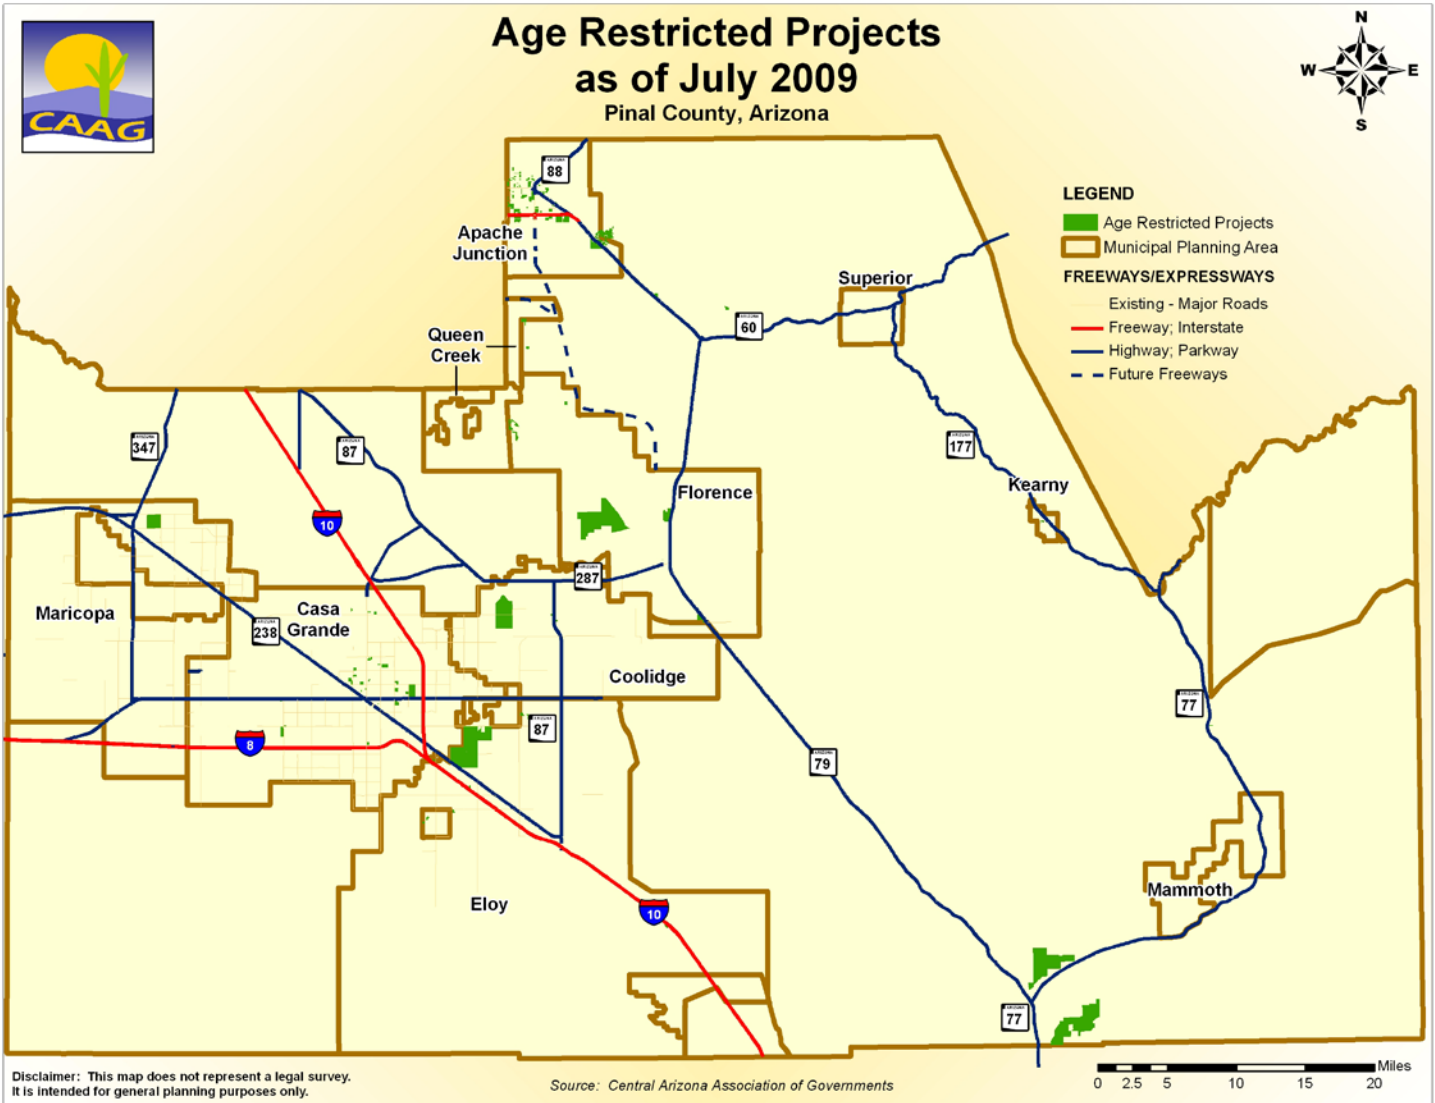 Age Restricted Projects
as of July 2009
Pinal County, Arizona
CAAG
N
W
E
S
LEGEND
Age Restricted Projects
Municipal Planning Area
FREEWAYS/EXPRESSWAYS
Existing - Major Roads
Freeway; Interstate
Highway; Parkway
Future Freeways
88
Apache
Junction
Superior
60
Queen
Creek
347
87
177
Kearny
Florence
10
287
Maricopa
Casa
Grande
238
Coolidge
77
87
8
79
Mammoth
Eloy
10
77
Disclaimer: This map does not represent a legal survey.
It is intended for general planning purposes only.
Source: Central Arizona Association of Governments
Miles
0 2.5 5 10 15 20